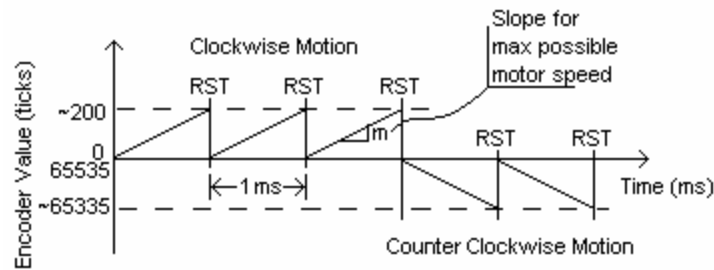 Slope for
max possible
motor speed
Clockwise Motion
RST RST RST
~200
m
RST RST
0
65535
1 ms
Time (ms)
~65335
Encoder Value (ticks)
Counter Clockwise Motion